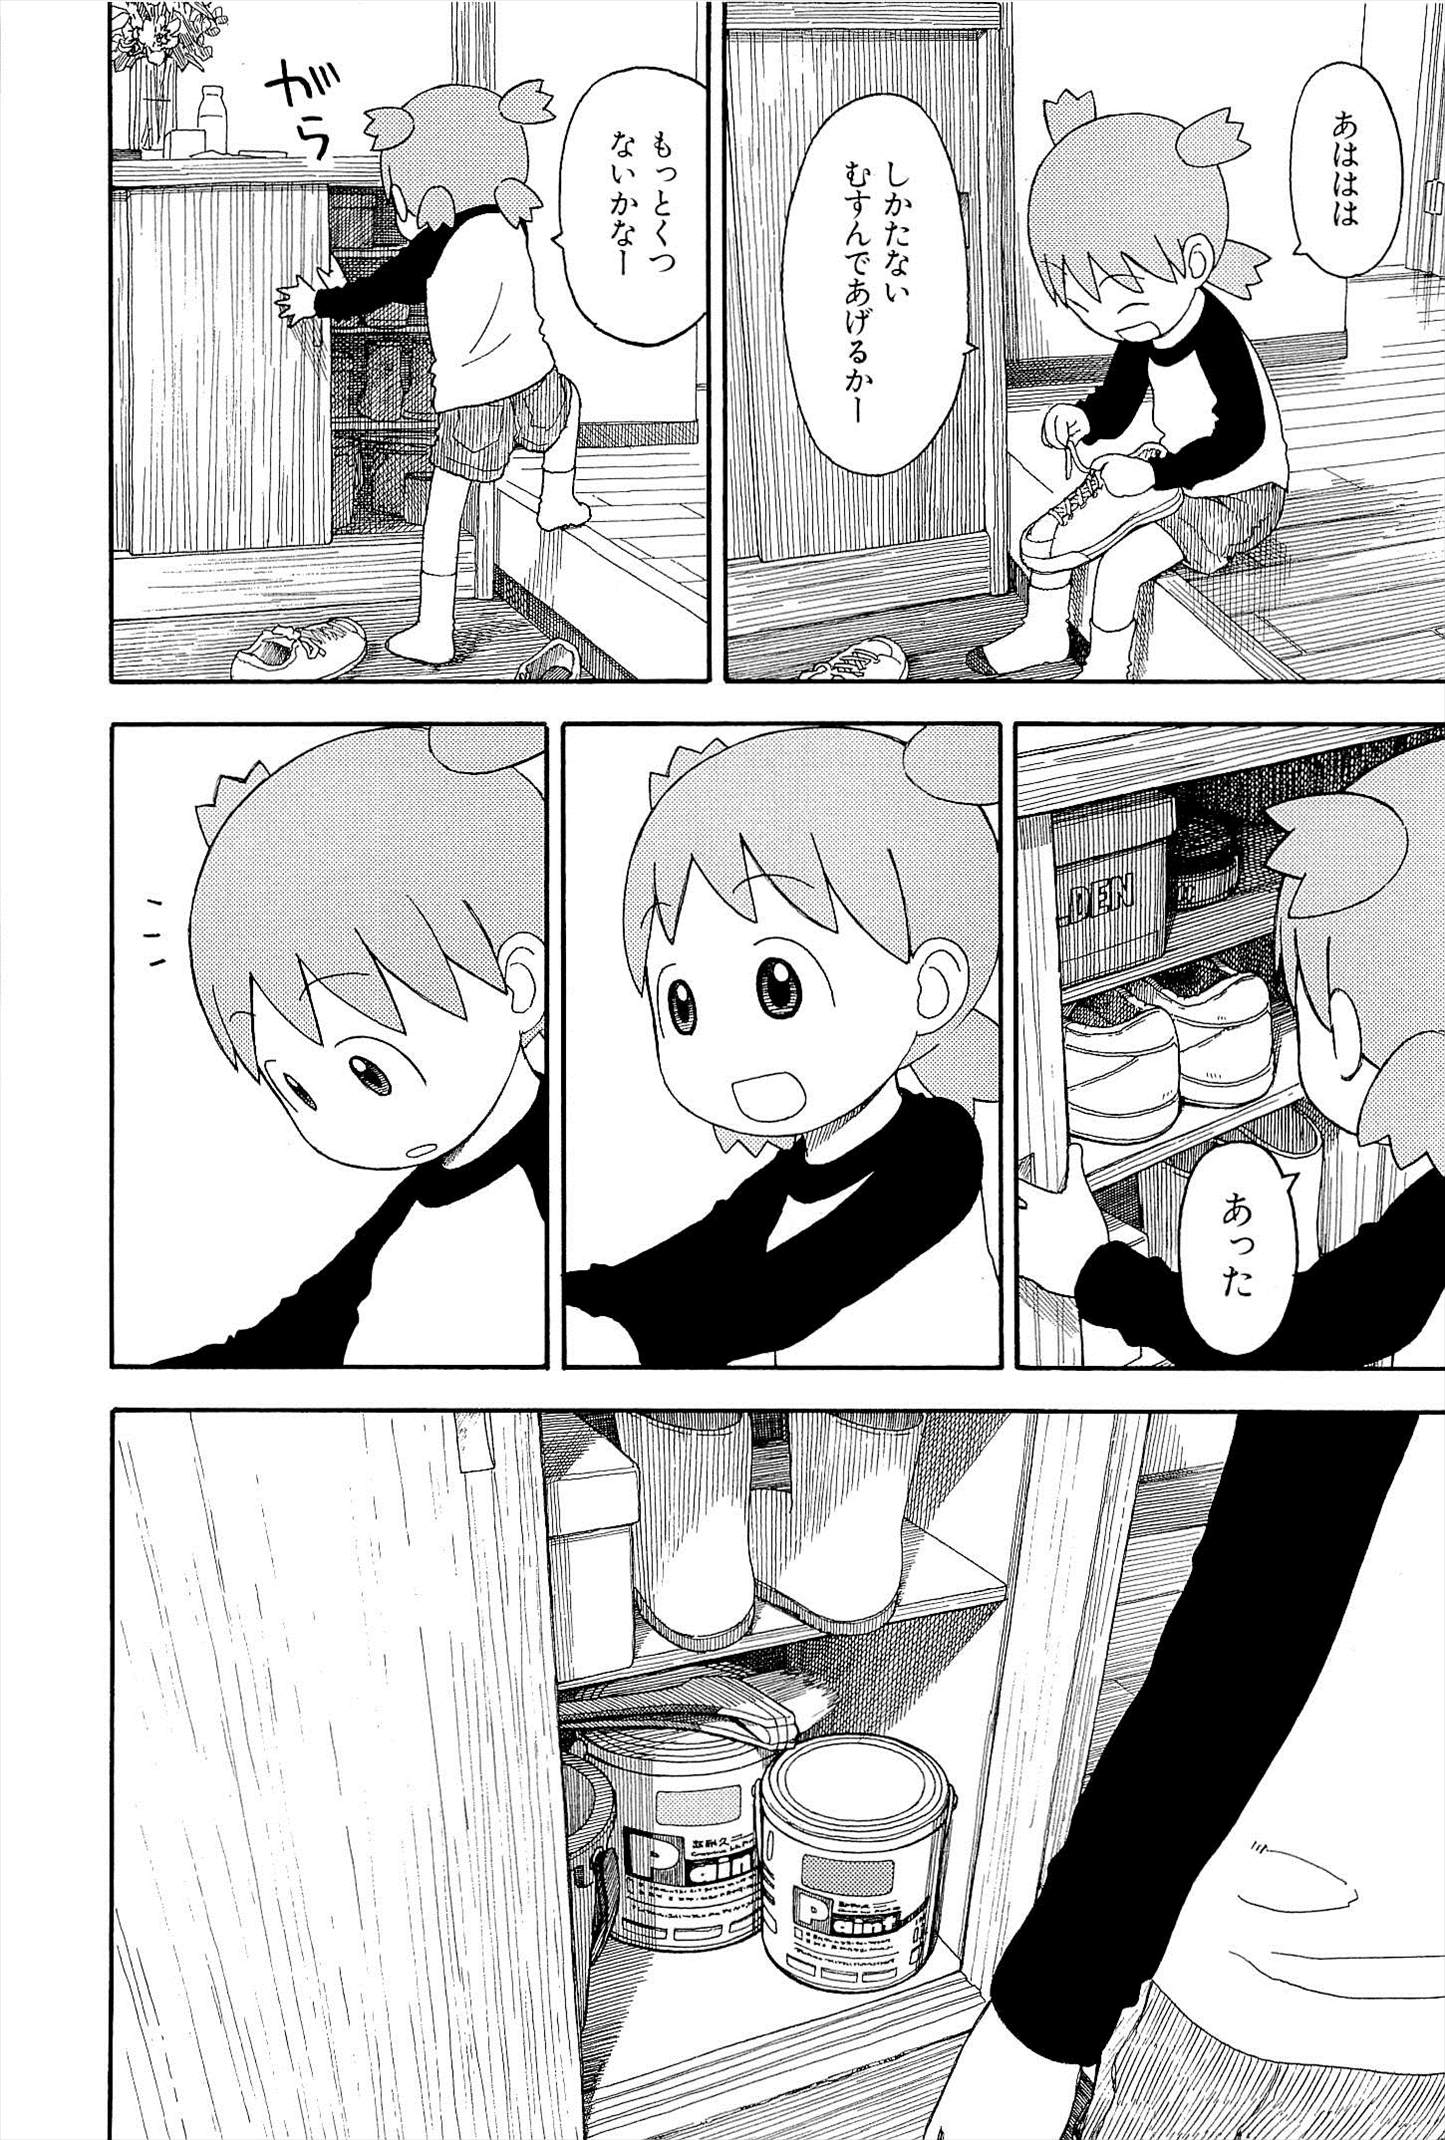 あははは
しかたない
むすんであげるかー
もっとくつ
ないかなー
がら
LDEN
あった
Paint
Paint